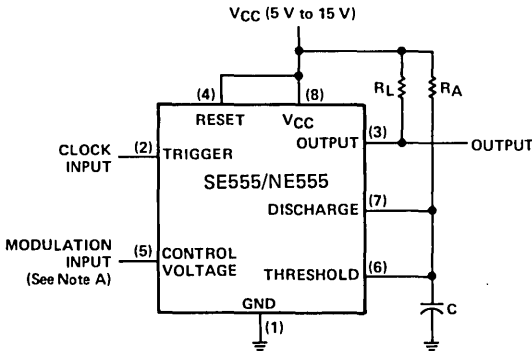 VCC (5 V to 15 V)
RL
RA
(4)
(8)
RESET
VCC
(3)
OUTPUT
OUTPUT
CLOCK
INPUT
(2)
TRIGGER
SE555/NE555
(7)
DISCHARGE
MODULATION
INPUT
(See Note A)
(5)
CONTROL
VOLTAGE
(6)
THRESHOLD
C
GND
(1)